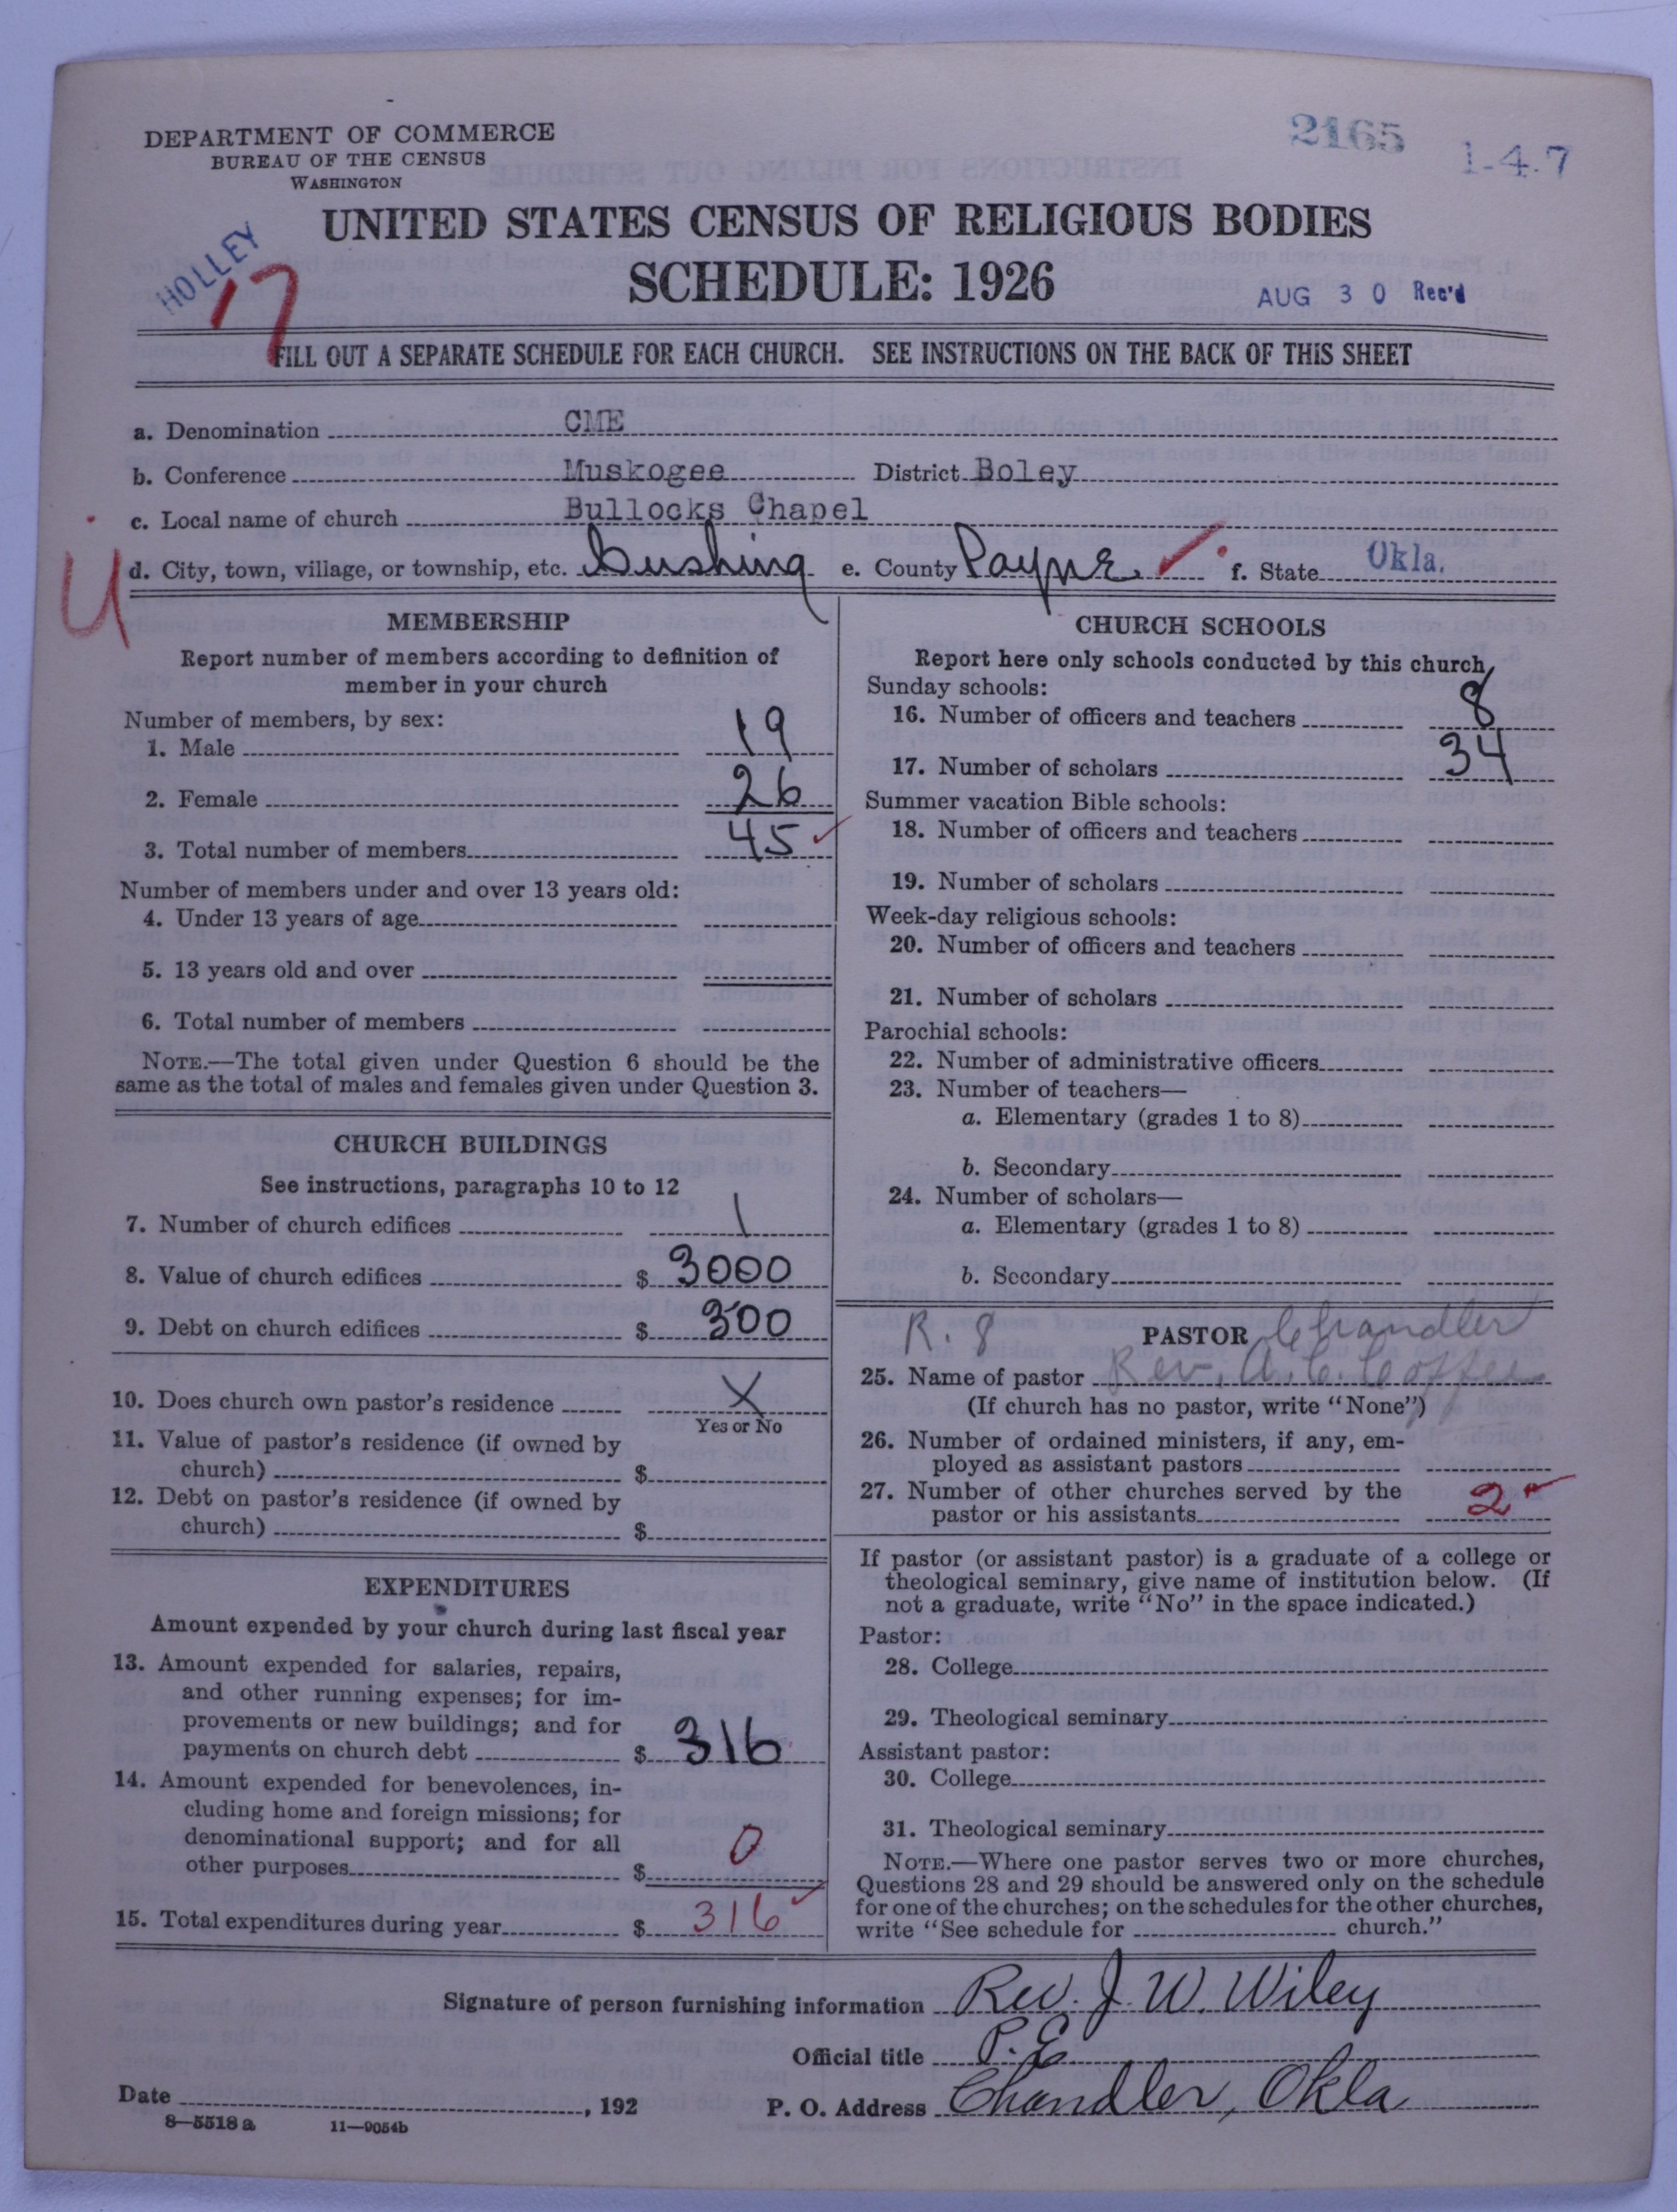 DEPARTMENT OF COMMERCE
BUREAU OF THE CENSUS
WASHINGTON
2165
1-4-7
HOLLEY
17
UNITED STATES CENSUS OF RELIGIOUS BODIES
SCHEDULE: 1926
AUG 30 Rec'd
FILL OUT A SEPARATE SCHEDULE FOR EACH CHURCH. SEE INSTRUCTIONS ON THE BACK OF THIS SHEET
a. Denomination CME
b. Conference Muskogee District Boley
c. Local name of church Bullocks Chapel
d. City, town, village, or township, etc. Cushing e. County Payne f. State Okla.
U
MEMBERSHIP
Report number of members according to definition of
member in your church
Number of members, by sex:
1. Male 19
2. Female 26
3. Total number of members 45
Number of members under and over 13 years old:
4. Under 13 years of age
5. 13 years old and over
6. Total number of members
NOTE.—The total given under Question 6 should be the
same as the total of males and females given under Question 3.
CHURCH BUILDINGS
See instructions, paragraphs 10 to 12
7. Number of church edifices 1
8. Value of church edifices $ 3000
9. Debt on church edifices $ 300
10. Does church own pastor's residence X
Yes or No
11. Value of pastor's residence (if owned by
church) $
12. Debt on pastor's residence (if owned by
church) $
EXPENDITURES
Amount expended by your church during last fiscal year
13. Amount expended for salaries, repairs,
and other running expenses; for im-
provements or new buildings; and for
payments on church debt $ 316
14. Amount expended for benevolences, in-
cluding home and foreign missions; for
denominational support; and for all
other purposes $ 0
15. Total expenditures during year $ 316
CHURCH SCHOOLS
Report here only schools conducted by this church
Sunday schools:
16. Number of officers and teachers 8
17. Number of scholars 34
Summer vacation Bible schools:
18. Number of officers and teachers
19. Number of scholars
Week-day religious schools:
20. Number of officers and teachers
21. Number of scholars
Parochial schools:
22. Number of administrative officers
23. Number of teachers—
a. Elementary (grades 1 to 8)
b. Secondary
24. Number of scholars—
a. Elementary (grades 1 to 8)
b. Secondary
R. 8 PASTOR Chandler
25. Name of pastor Rev. A. C. Coffee
(If church has no pastor, write "None")
26. Number of ordained ministers, if any, em-
ployed as assistant pastors
27. Number of other churches served by the
pastor or his assistants 2
If pastor (or assistant pastor) is a graduate of a college or
theological seminary, give name of institution below. (If
not a graduate, write "No" in the space indicated.)
Pastor:
28. College
29. Theological seminary
Assistant pastor:
30. College
31. Theological seminary
NOTE.—Where one pastor serves two or more churches,
Questions 28 and 29 should be answered only on the schedule
for one of the churches; on the schedules for the other churches,
write "See schedule for church."
Signature of person furnishing information Rev. J. W. Wiley
Official title P. E
Date , 192 P. O. Address Chandler, Okla
8—5518a 11—9054b